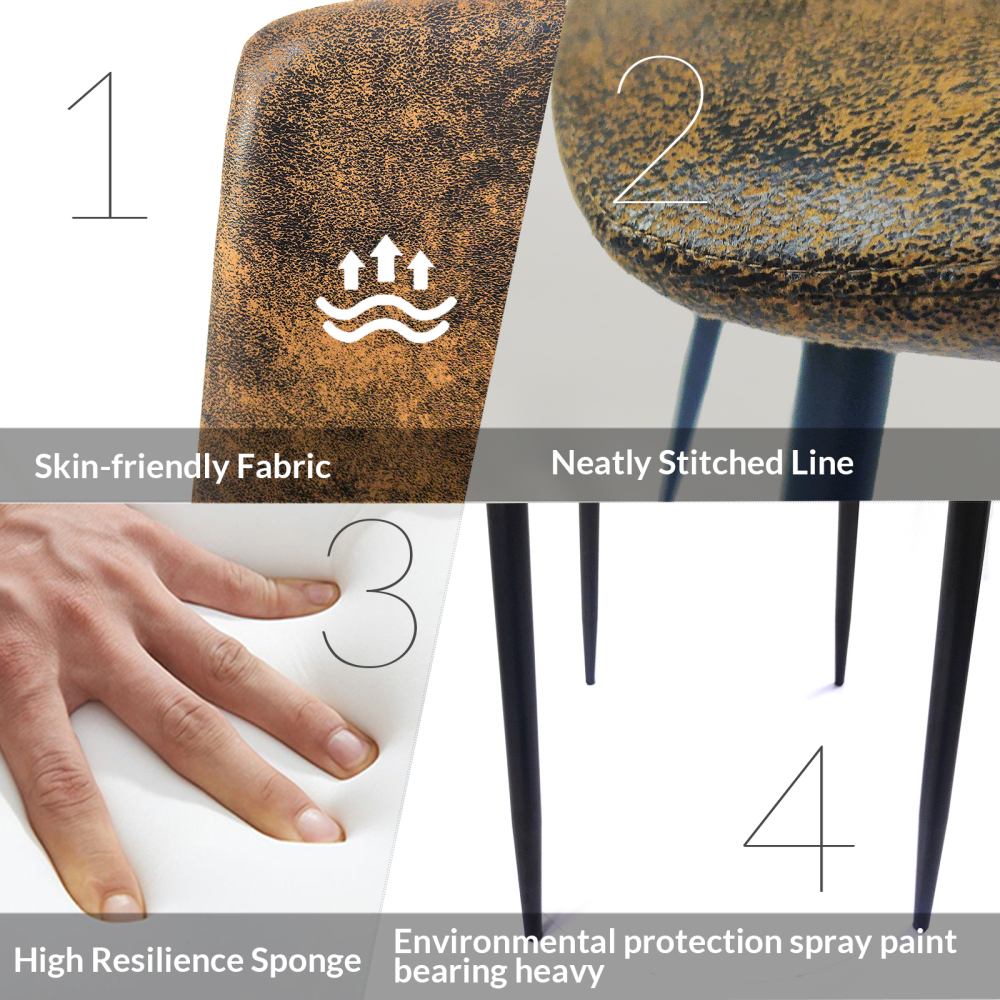 1
2
Skin-friendly Fabric
Neatly Stitched Line
3
4
High Resilience Sponge
Environmental protection spray paint
bearing heavy